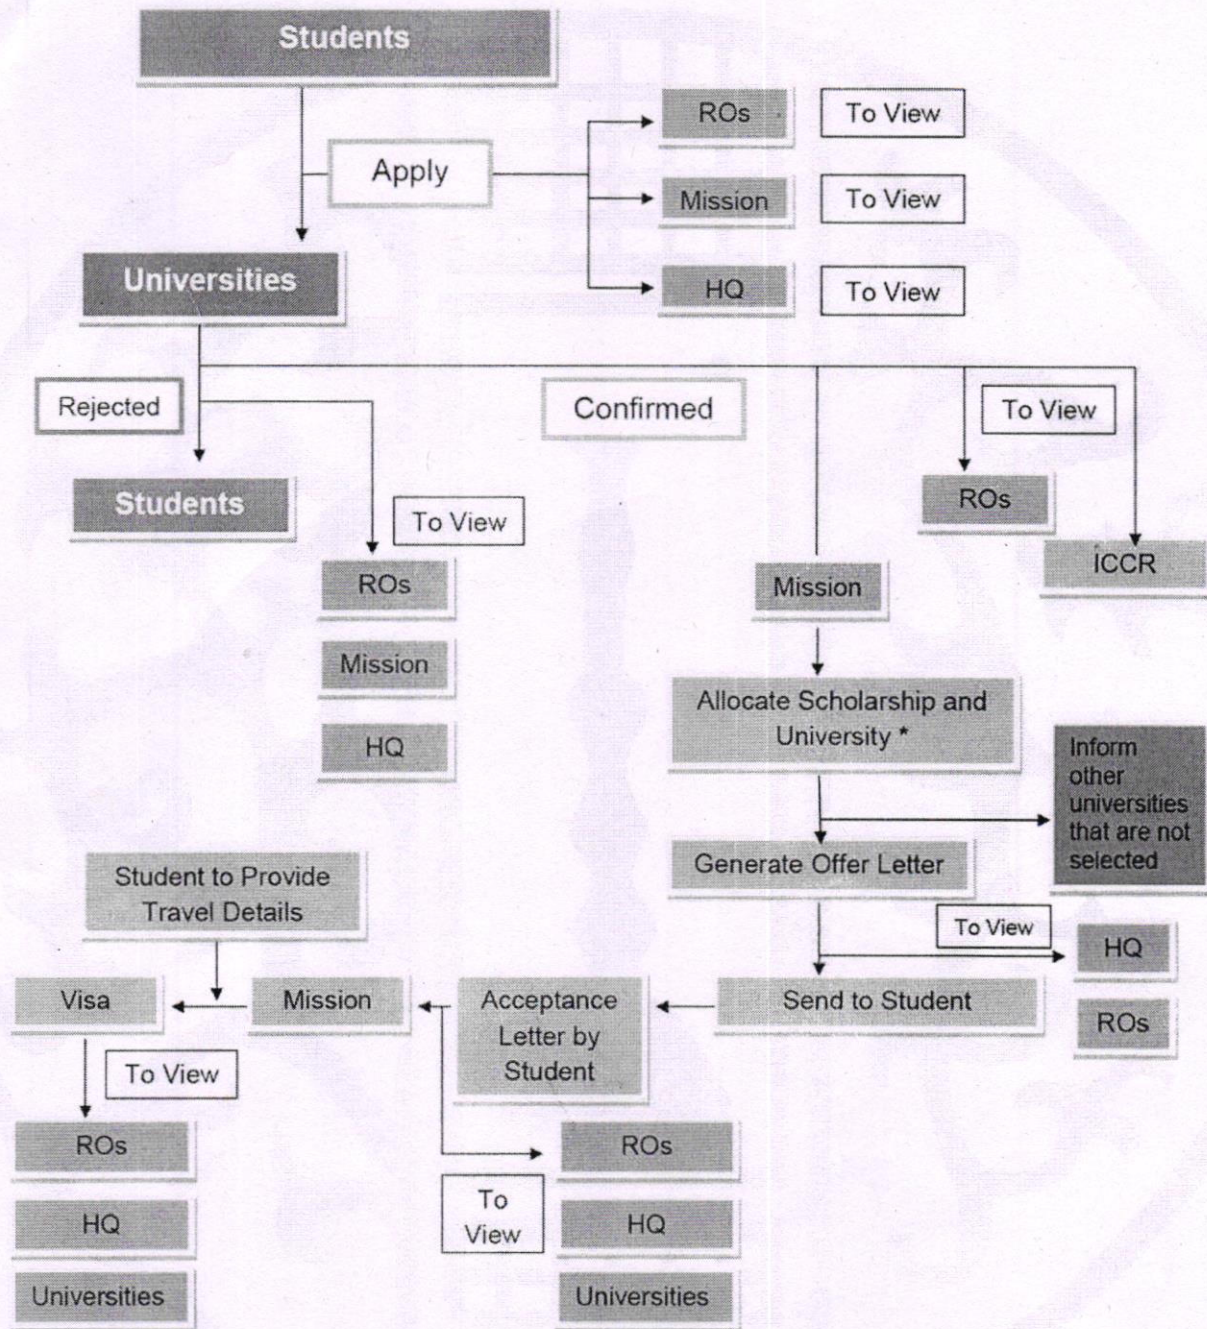 Students
ROs
To View
Apply
Mission
To View
Universities
HQ
To View
Rejected
Confirmed
To View
Students
ROs
To View
ICCR
ROs
Mission
Mission
Allocate Scholarship and
University *
HQ
Inform
other
universities
that are not
selected
Generate Offer Letter
Student to Provide
Travel Details
To View
HQ
Visa
Mission
Acceptance
Letter by
Student
Send to Student
ROs
To View
ROs
ROs
To
View
HQ
HQ
Universities
Universities